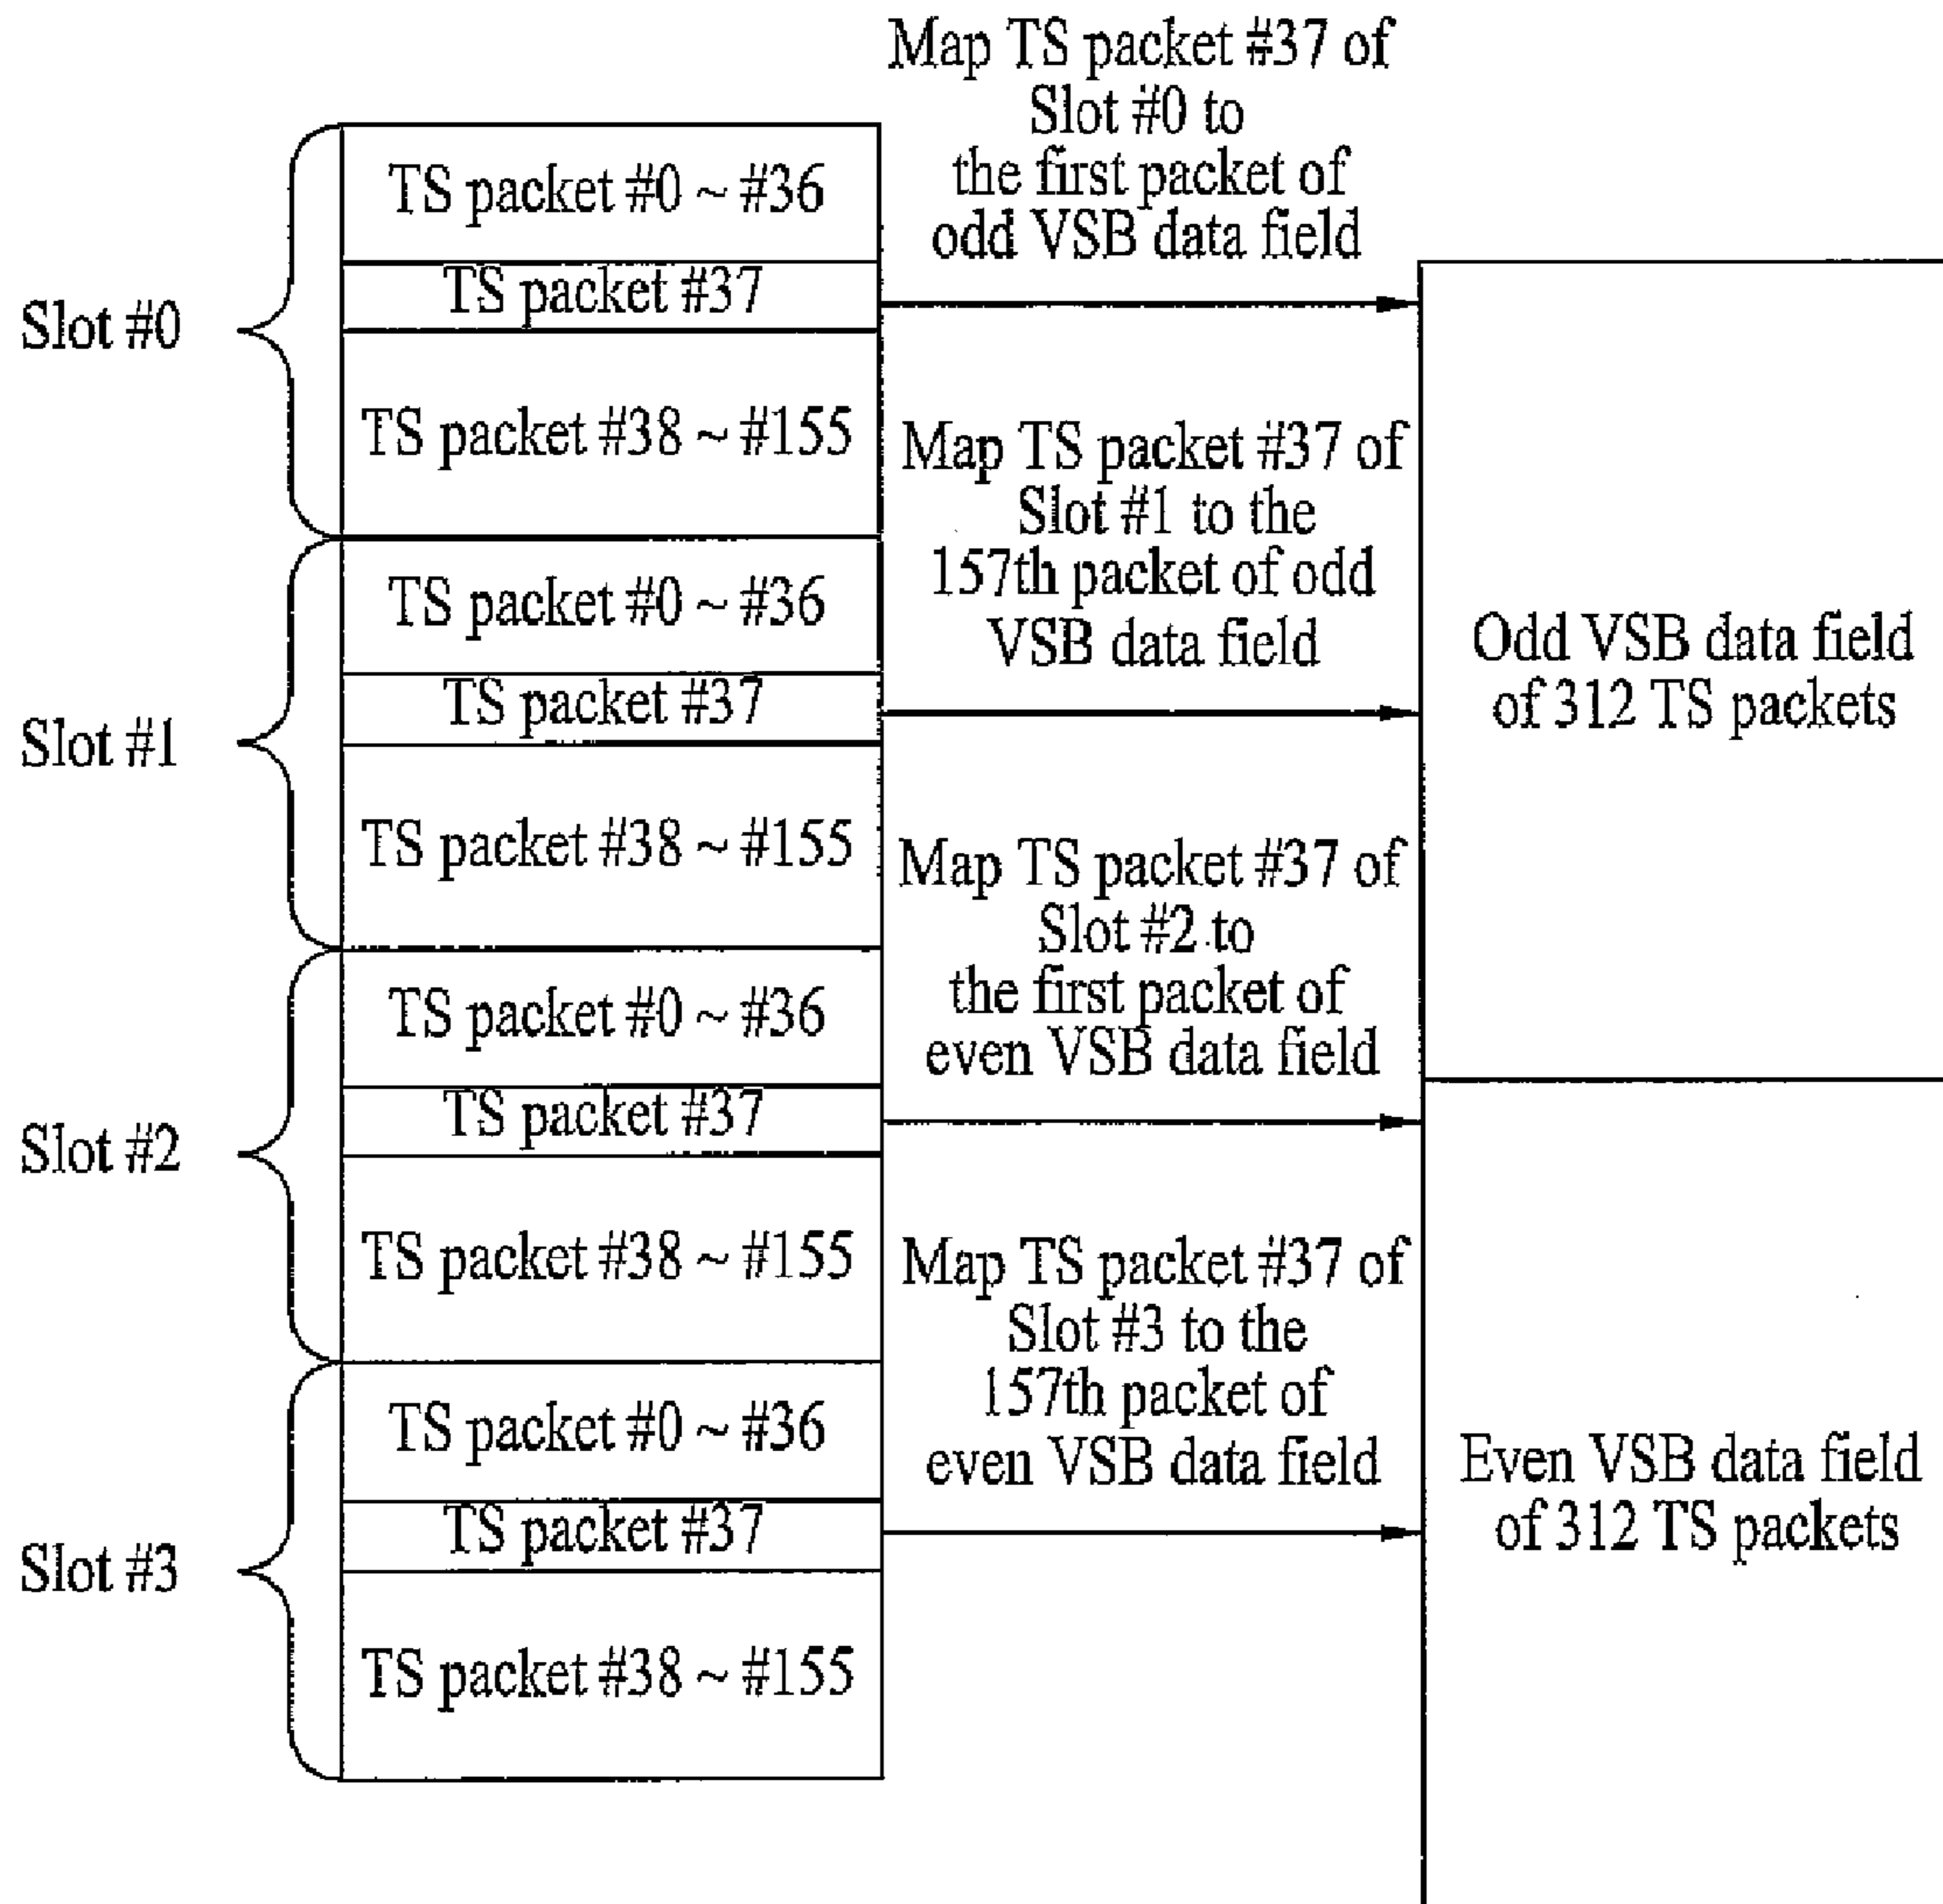 Map TS packet #37 of
Slot #0 to
the first packet of
odd VSB data field
Slot #0
TS packet #0 ~ #36
TS packet #37
TS packet #38 ~ #155
Map TS packet #37 of
Slot #1 to the
157th packet of odd
VSB data field
Slot #1
TS packet #0 ~ #36
TS packet #37
TS packet #38 ~ #155
Odd VSB data field
of 312 TS packets
Map TS packet #37 of
Slot #2 to
the first packet of
even VSB data field
Slot #2
TS packet #0 ~ #36
TS packet #37
TS packet #38 ~ #155
Map TS packet #37 of
Slot #3 to the
157th packet of
even VSB data field
Slot #3
TS packet #0 ~ #36
TS packet #37
TS packet #38 ~ #155
Even VSB data field
of 312 TS packets